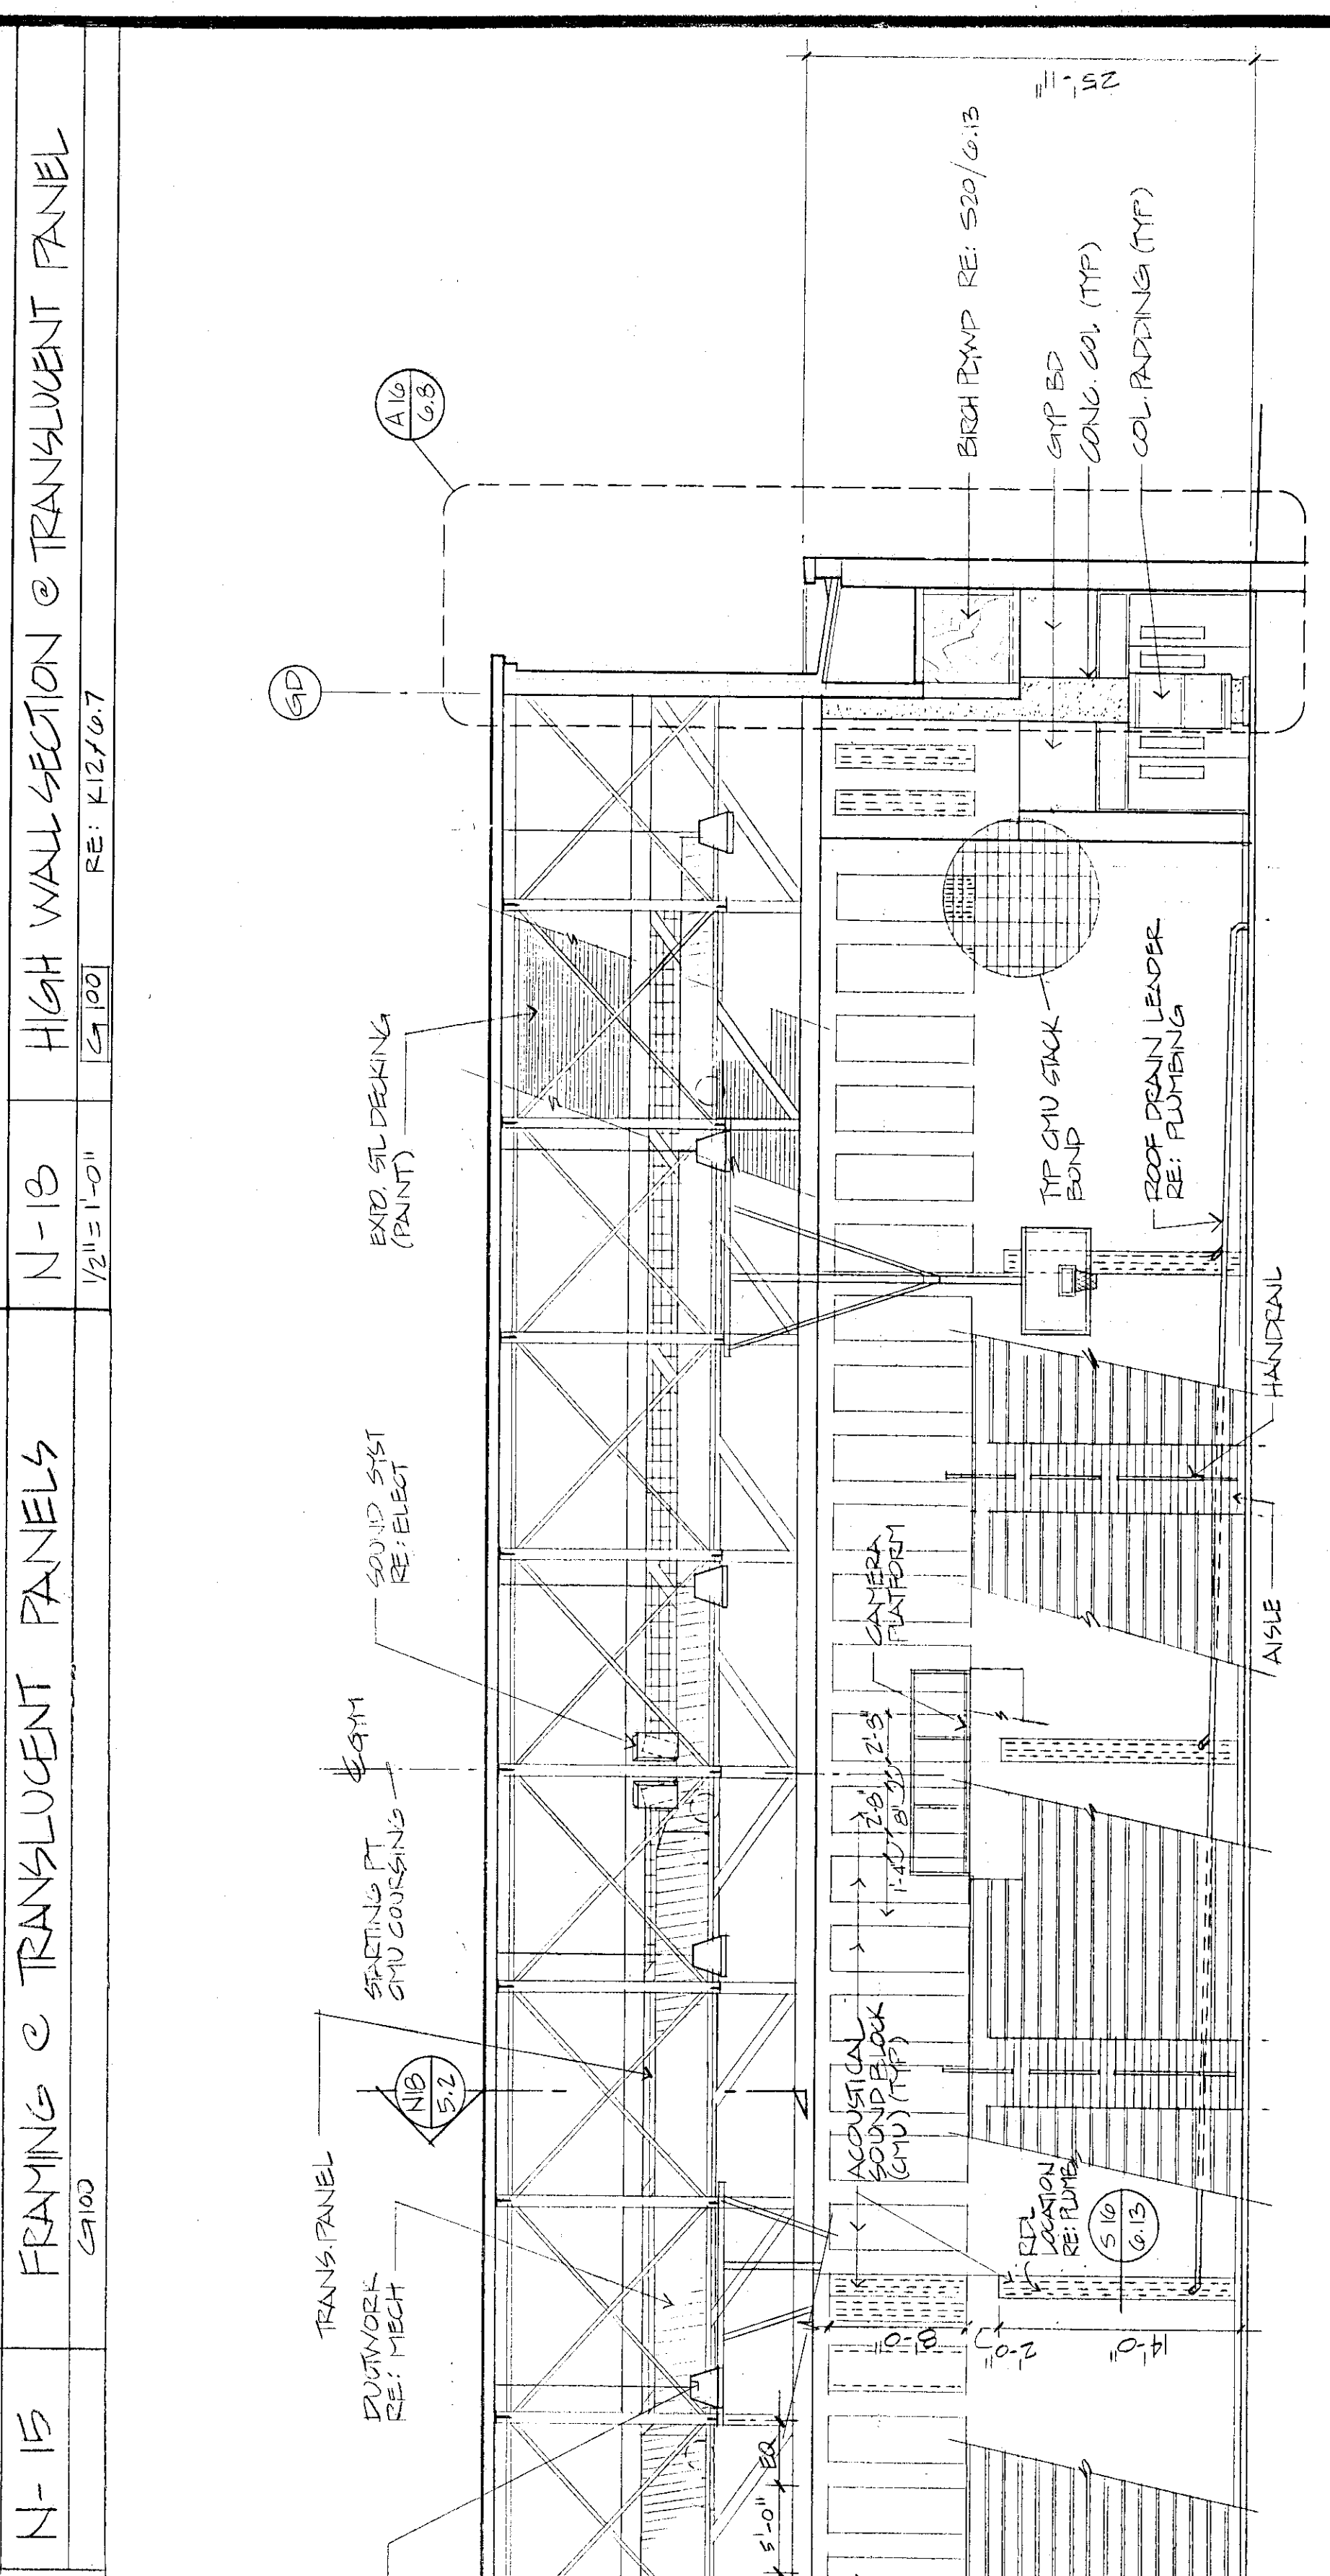 N-15
FRAMING @ TRANSLUCENT PANELS
G100
N-18
HIGH WALL SECTION @ TRANSLUCENT PANEL
1/2" = 1'-0"
G100
RE: K12/6.7
TRANS. PANEL
DUCTWORK
RE: MECH
N18
5.2
STARTING PT
CMU COURSING
℄ GYM
SOUND SYST
RE: ELECT
EXPO. STL DECKING
(PAINT)
GD
A16
6.8
25'-11"
BIRCH PLYWD RE: S20/6.13
GYP BD
CONC. COL. (TYP)
COL. PADDING (TYP)
TYP CMU STACK
BOND
ROOF DRAIN LEADER
RE: PLUMBING
HANDRAIL
AISLE
CAMERA
PLATFORM
1'-4"
2'-8"
8"
2'-3"
ACOUSTICAL
SOUND BLOCK
(CMU) (TYP)
RDL
LOCATION
RE: PLUMB
S16
6.13
8'-0"
2'-0"
14'-0"
5'-0"
EQ